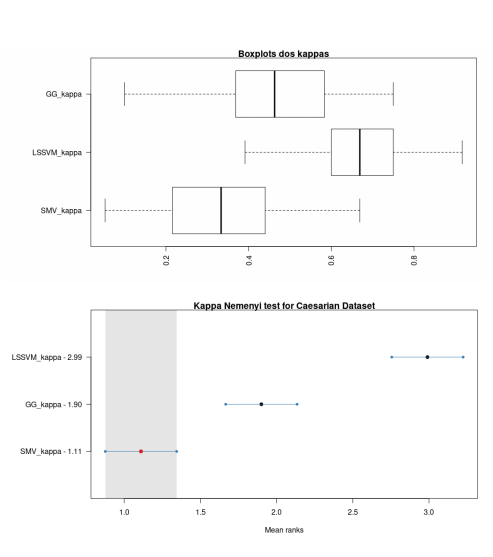 Boxplots dos kappas
GG_kappa
LSSVM_kappa
SMV_kappa
0.2 0.4 0.6 0.8
Kappa Nemenyi test for Caesarian Dataset
LSSVM_kappa - 2.99
GG_kappa - 1.90
SMV_kappa - 1.11
1.0 1.5 2.0 2.5 3.0
Mean ranks